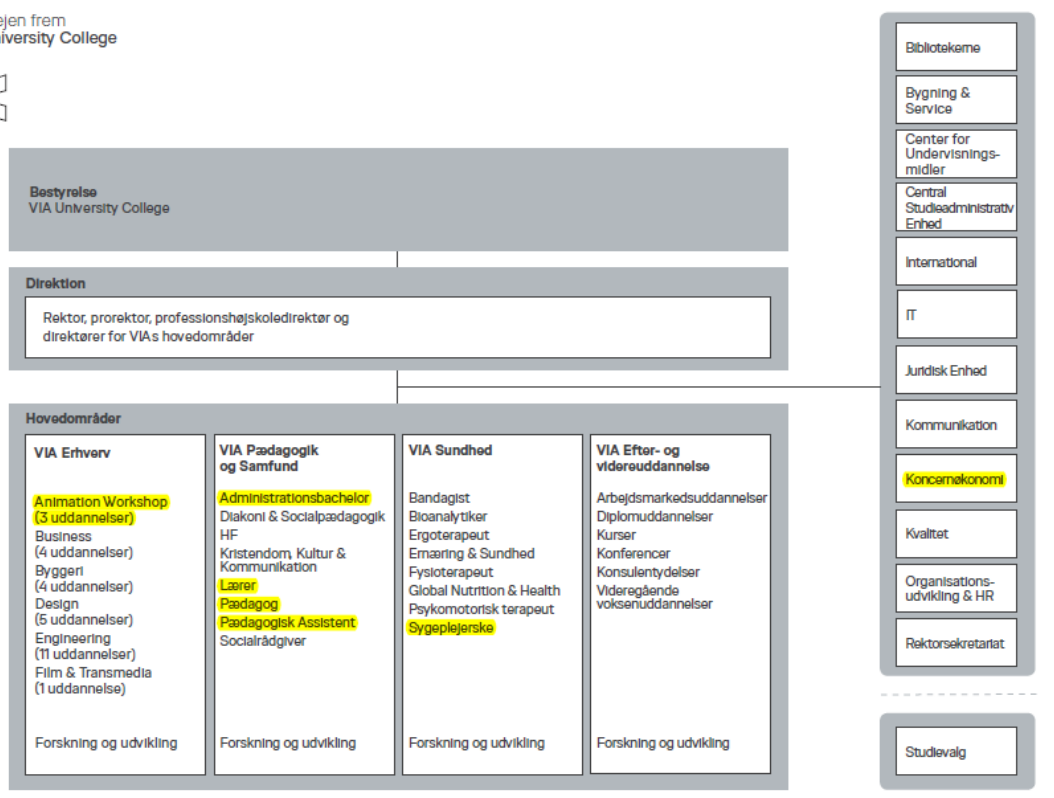 ejen frem
niversity College
Bestyrelse
VIA University College
Direktion
Rektor, prorektor, professionshøjskoledirektør og
direktører for VIAs hovedområder
Hovedområder
VIA Erhverv
Animation Workshop
(3 uddannelser)
Business
(4 uddannelser)
Byggeri
(4 uddannelser)
Design
(5 uddannelser)
Engineering
(11 uddannelser)
Film & Transmedia
(1 uddannelse)
Forskning og udvikling
VIA Pædagogik
og Samfund
Administrationsbachelor
Diakoni & Socialpædagogik
HF
Kristendom, Kultur &
Kommunikation
Lærer
Pædagog
Pædagogisk Assistent
Socialrådgiver
Forskning og udvikling
VIA Sundhed
Bandagist
Bioanalytiker
Ergoterapeut
Ernæring & Sundhed
Fysioterapeut
Global Nutrition & Health
Psykomotorisk terapeut
Sygeplejerske
Forskning og udvikling
VIA Efter- og
videreuddannelse
Arbejdsmarkedsuddannelser
Diplomuddannelser
Kurser
Konferencer
Konsulentydelser
Videregående
voksenuddannelser
Forskning og udvikling
Bibliotekerne
Bygning &
Service
Center for
Undervisnings-
midler
Central
Studieadministrativ
Enhed
International
IT
Juridisk Enhed
Kommunikation
Koncernøkonomi
Kvalitet
Organisations-
udvikling & HR
Rektorsekretariat
Studievalg